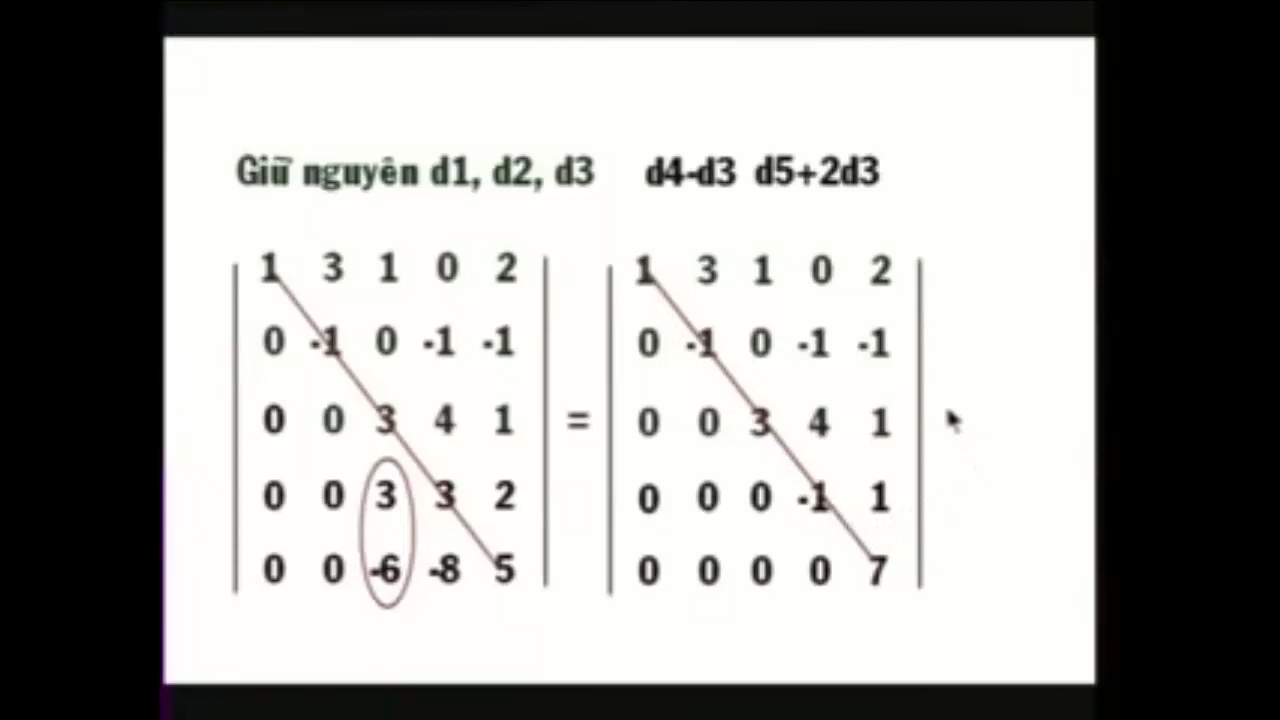 Giữ nguyên d1, d2, d3 d4-d3 d5+2d3
1 3 1 0 2 1 3 1 0 2
0 -1 0 -1 -1 0 -1 0 -1 -1
0 0 3 4 1 = 0 0 3 4 1
0 0 3 3 2 0 0 0 -1 1
0 0 -6 -8 5 0 0 0 0 7